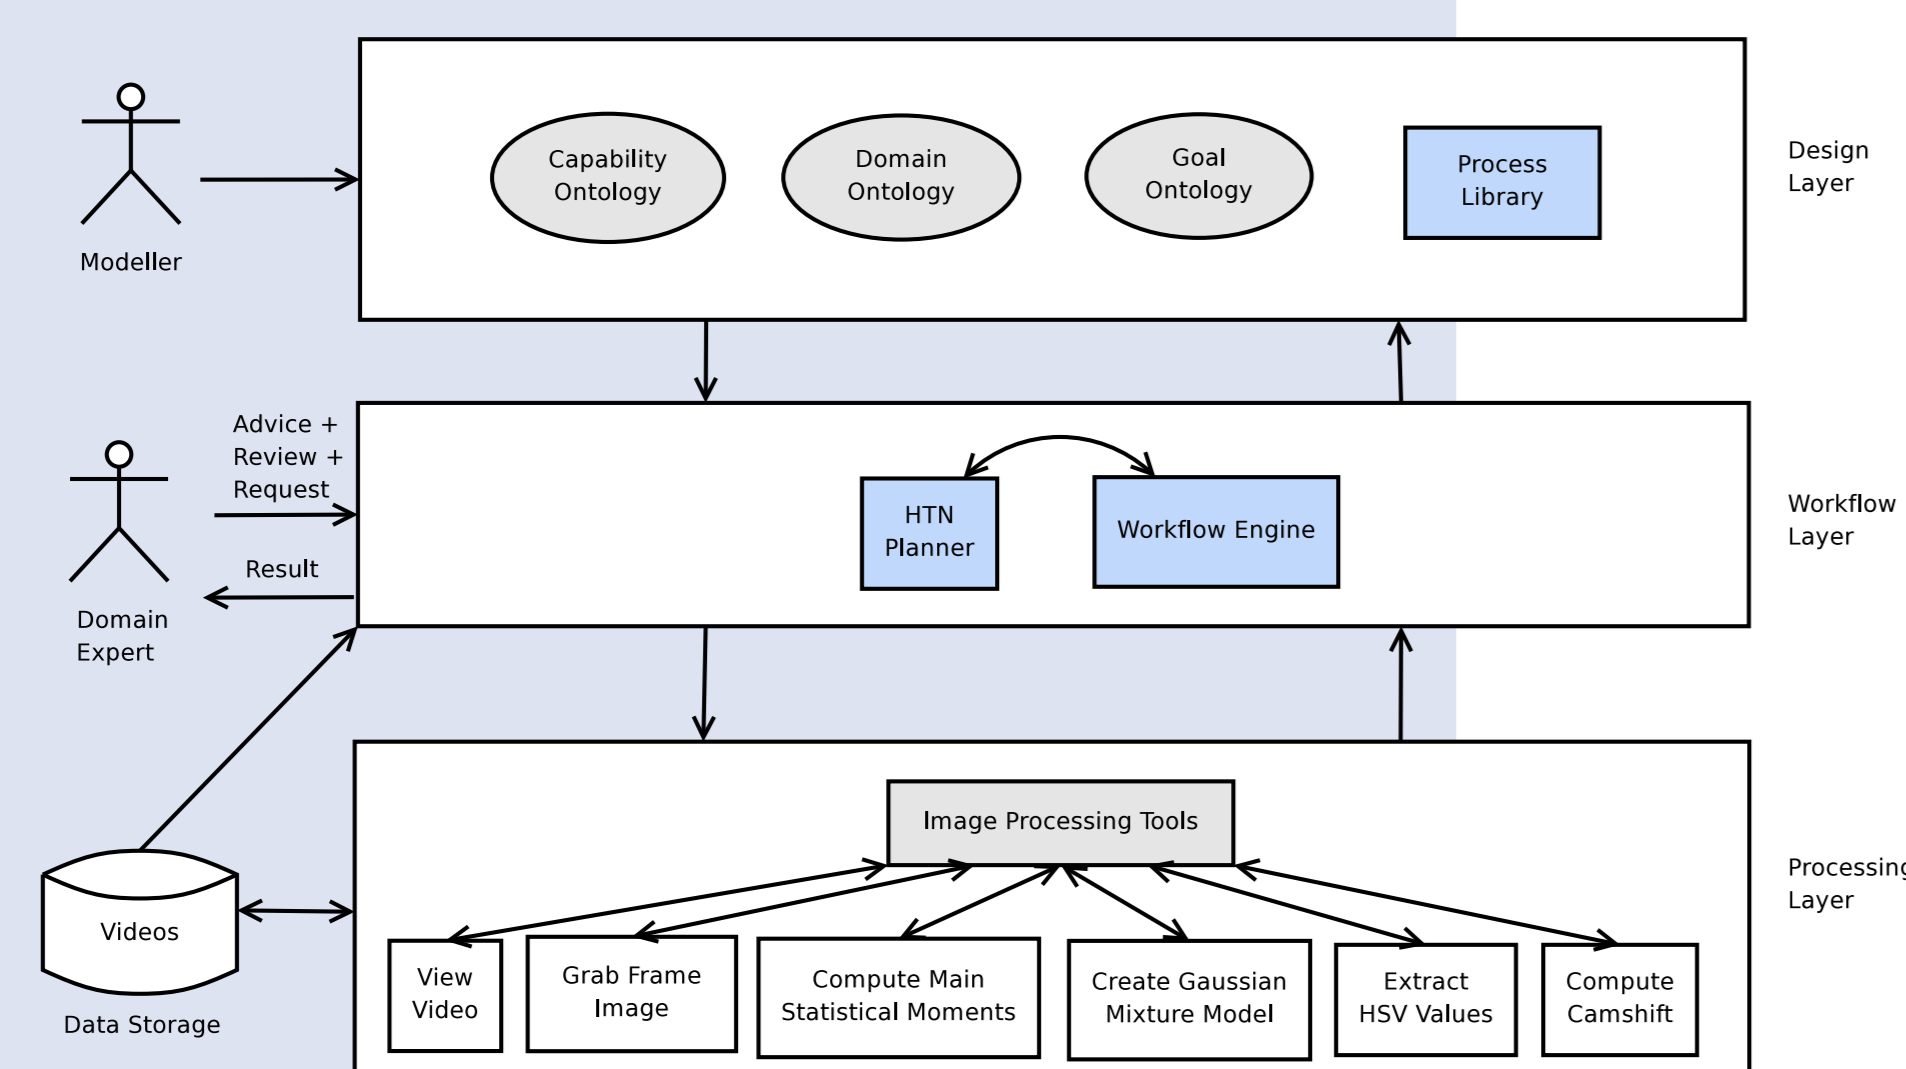 Capability
Ontology
Domain
Ontology
Goal
Ontology
Process
Library
Design
Layer
Modeller
Advice +
Review +
Request
Result
Domain
Expert
HTN
Planner
Workflow Engine
Workflow
Layer
Image Processing Tools
Processing
Layer
Videos
Data Storage
View
Video
Grab Frame
Image
Compute Main
Statistical Moments
Create Gaussian
Mixture Model
Extract
HSV Values
Compute
Camshift